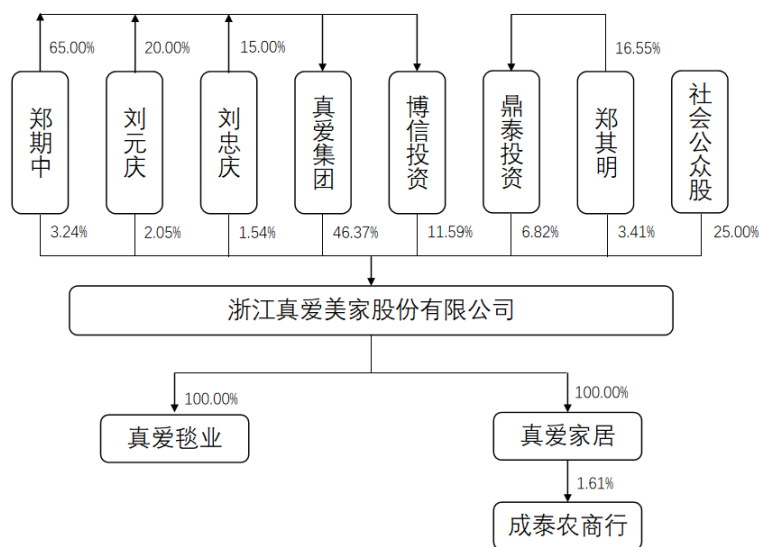 65.00%
20.00%
15.00%
16.55%
郑期中
刘元庆
刘忠庆
真爱集团
博信投资
鼎泰投资
郑其明
社会公众股
3.24%
2.05%
1.54%
46.37%
11.59%
6.82%
3.41%
25.00%
浙江真爱美家股份有限公司
100.00%
100.00%
真爱毯业
真爱家居
1.61%
成泰农商行